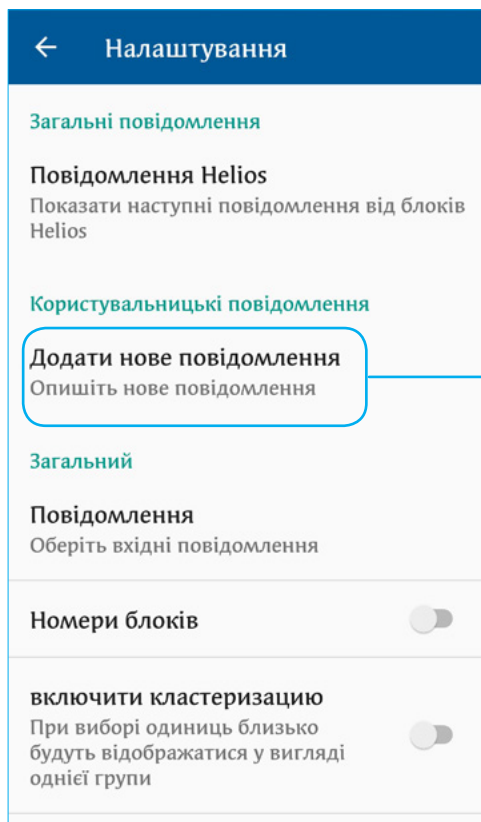 Налаштування
Загальні повідомлення
Повідомлення Helios
Показати наступні повідомлення від блоків
Helios
Користувальницькі повідомлення
Додати нове повідомлення
Опишіть нове повідомлення
Загальний
Повідомлення
Оберіть вхідні повідомлення
Номери блоків
включити кластеризацию
При виборі одиниць близько
будуть відображатися у вигляді
однієї групи